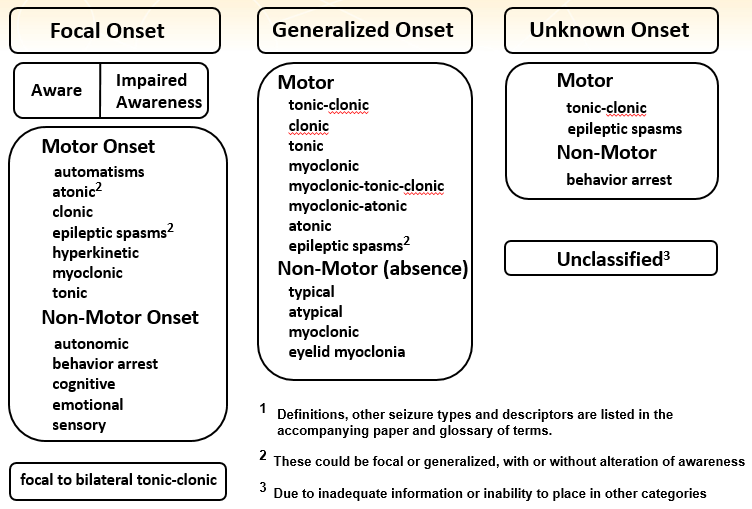 Focal Onset
Aware
Impaired
Awareness
Motor Onset
automatisms
atonic²
clonic
epileptic spasms²
hyperkinetic
myoclonic
tonic
Non-Motor Onset
autonomic
behavior arrest
cognitive
emotional
sensory
focal to bilateral tonic-clonic
Generalized Onset
Motor
tonic-clonic
clonic
tonic
myoclonic
myoclonic-tonic-clonic
myoclonic-atonic
atonic
epileptic spasms²
Non-Motor (absence)
typical
atypical
myoclonic
eyelid myoclonia
Unknown Onset
Motor
tonic-clonic
epileptic spasms
Non-Motor
behavior arrest
Unclassified³
¹ Definitions, other seizure types and descriptors are listed in the
accompanying paper and glossary of terms.
² These could be focal or generalized, with or without alteration of awareness
³ Due to inadequate information or inability to place in other categories